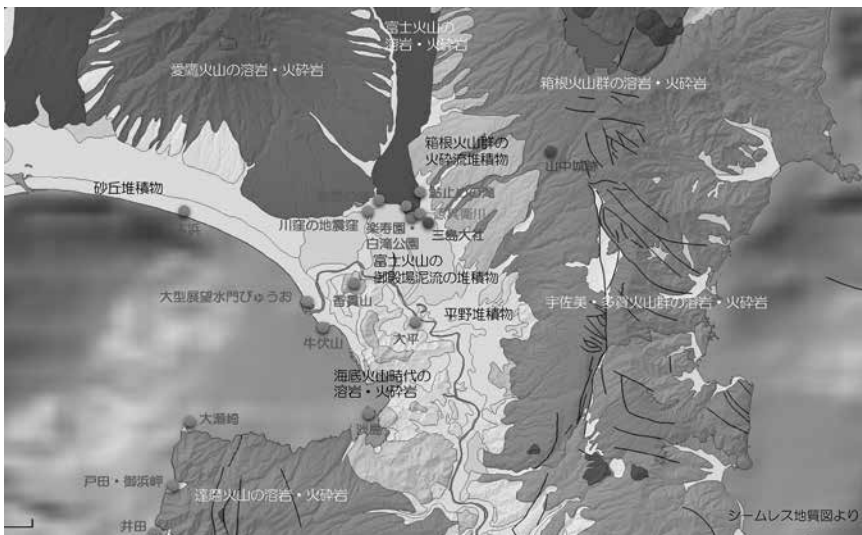 富士火山の
溶岩・火砕岩
愛鷹火山の溶岩・火砕岩
箱根火山群の溶岩・火砕岩
箱根火山群の
火砕流堆積物
山中城跡
砂丘堆積物
鮎止めの滝
川窪の地震窪
楽寿園・
白滝公園
三島大社
富士火山の
御殿場泥流の堆積物
大型展望水門びゅうお
香貫山
平野堆積物
宇佐美・多賀火山群の溶岩・火砕岩
牛伏山
大平
海底火山時代の
溶岩・火砕岩
大瀬崎
淡島
戸田・御浜岬
達磨火山の溶岩・火砕岩
井田
シームレス地質図より